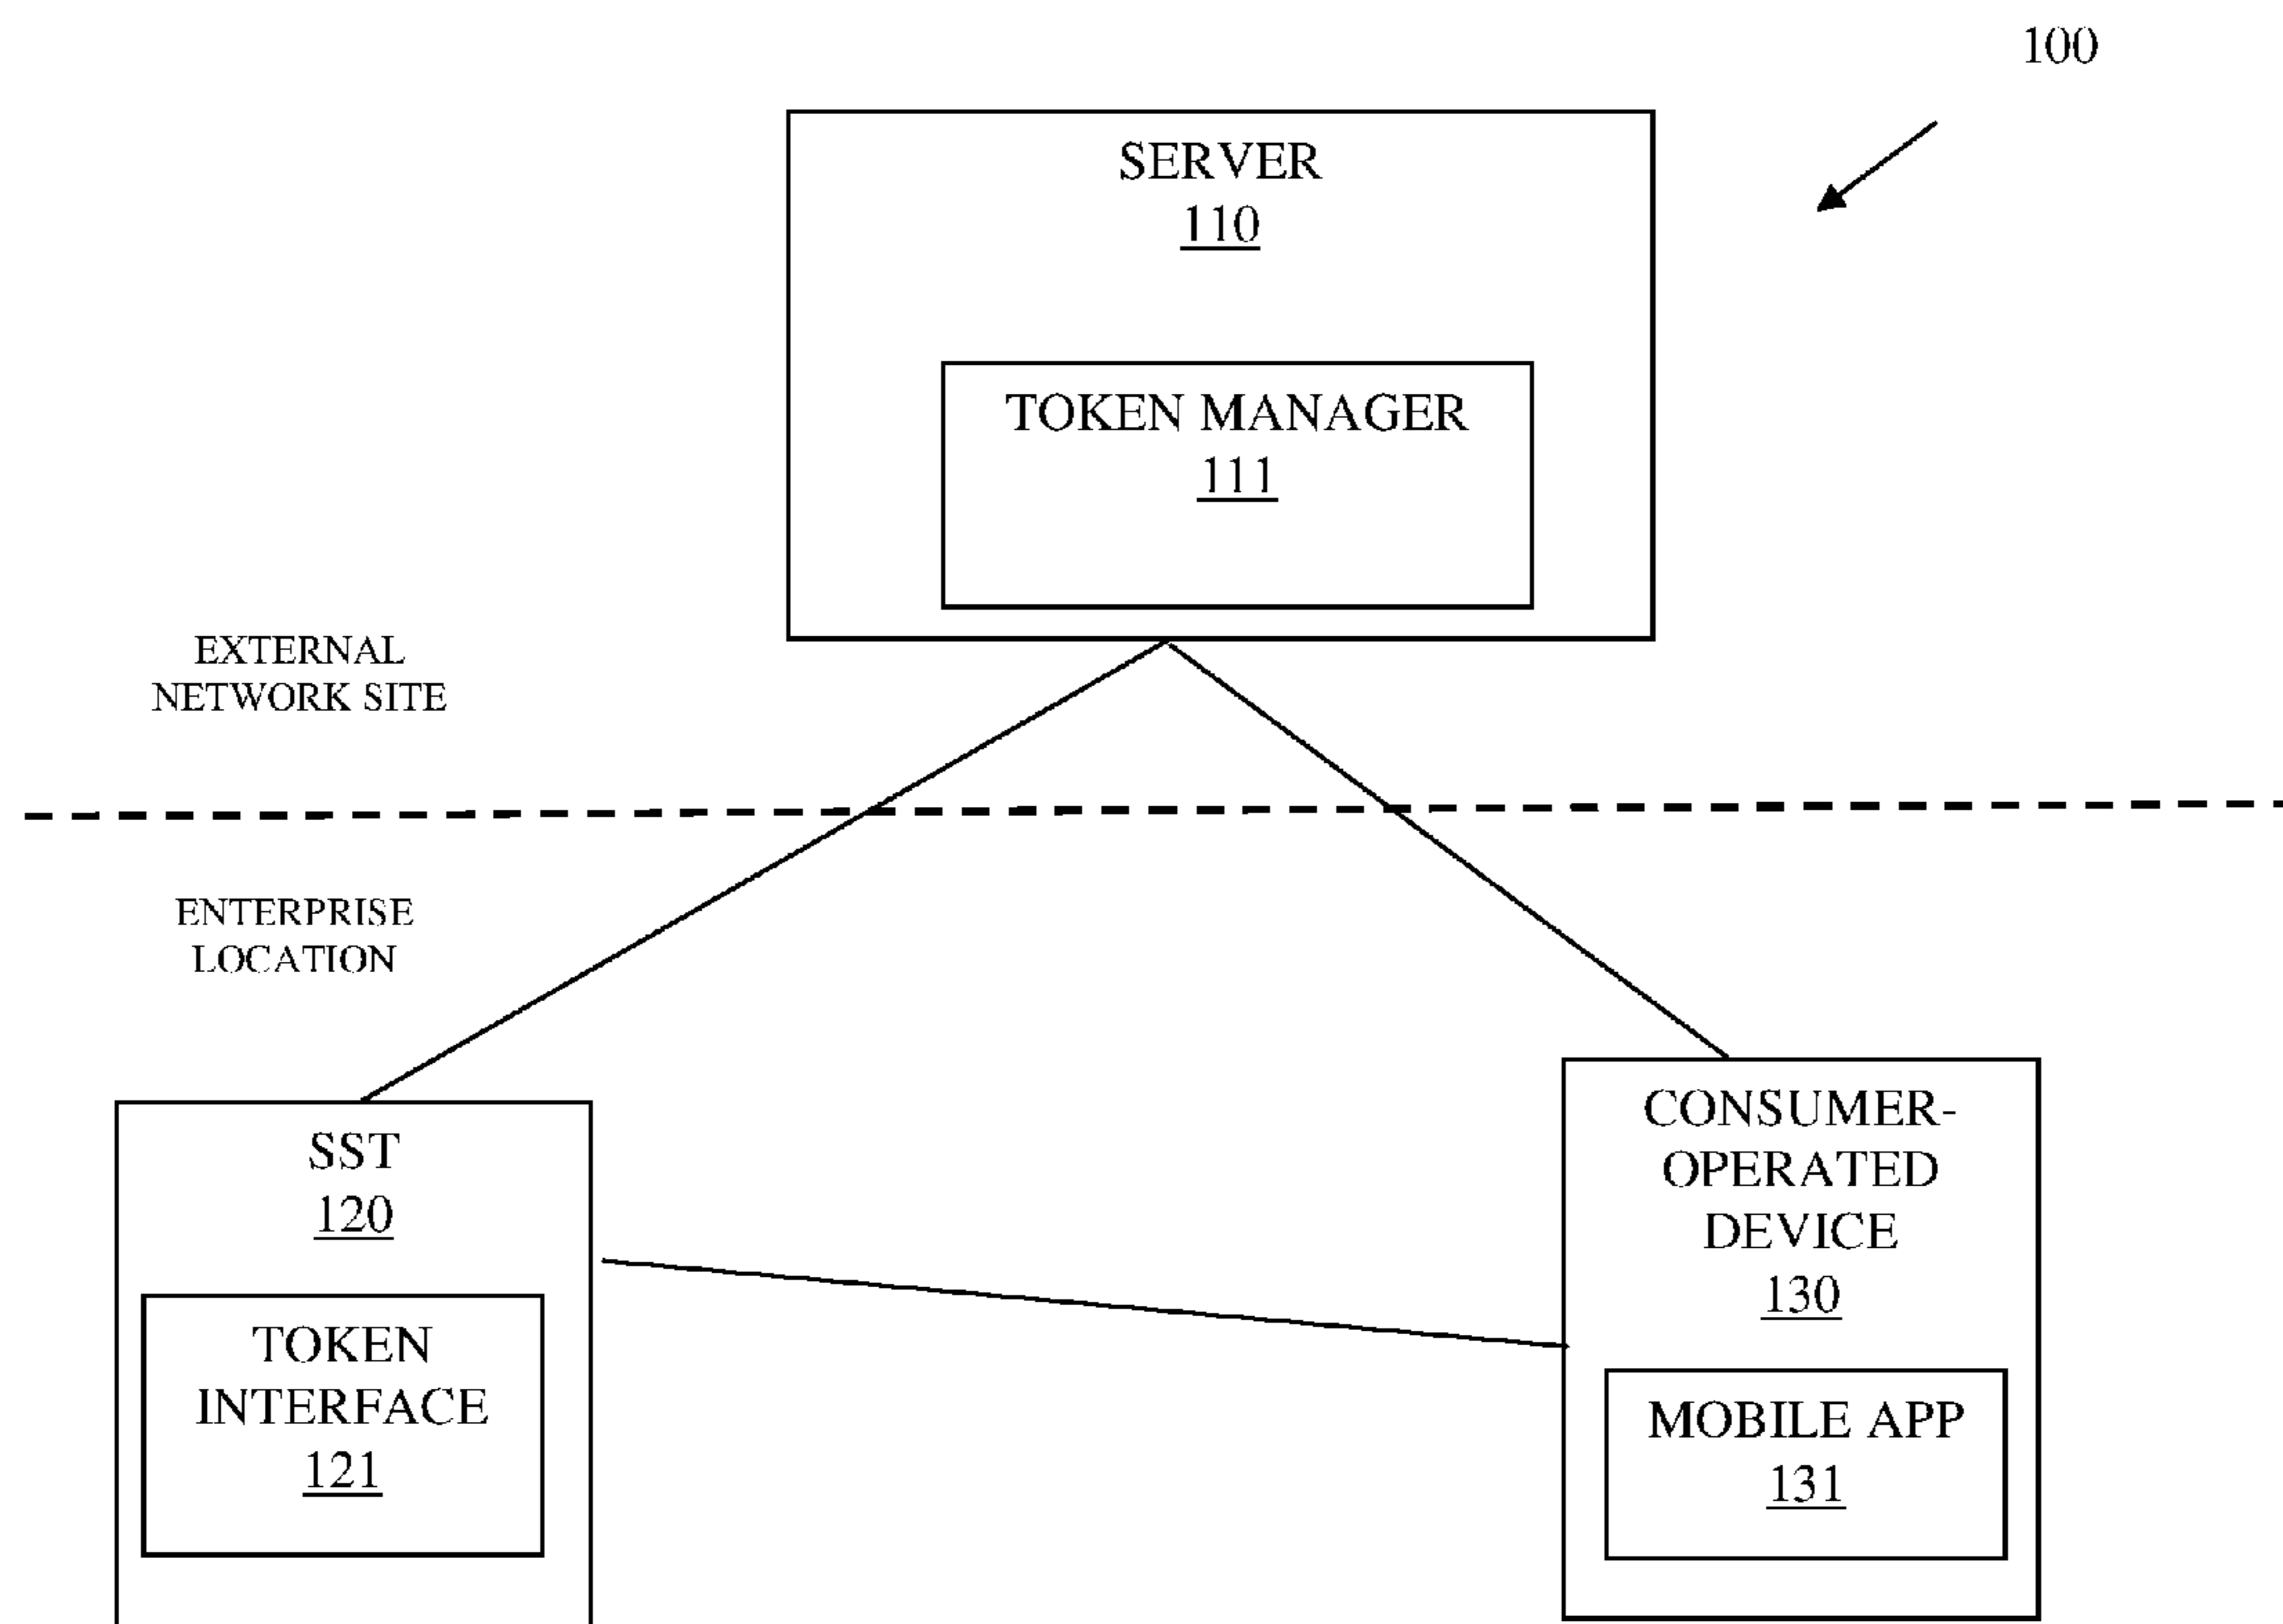 100
SERVER
110
TOKEN MANAGER
111
EXTERNAL
NETWORK SITE
ENTERPRISE
LOCATION
SST
120
TOKEN
INTERFACE
121
CONSUMER-
OPERATED
DEVICE
130
MOBILE APP
131